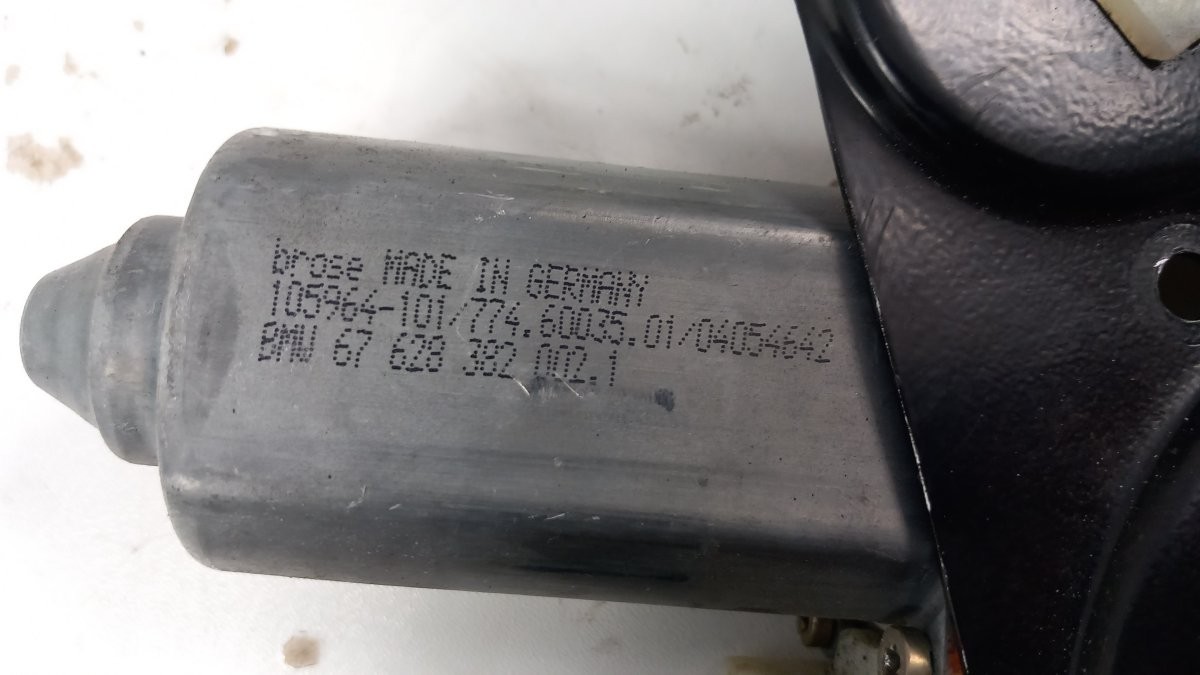 brose MADE IN GERMANY
105964-101/774.60035.01/04054642
BMW 67 628 382 002.1